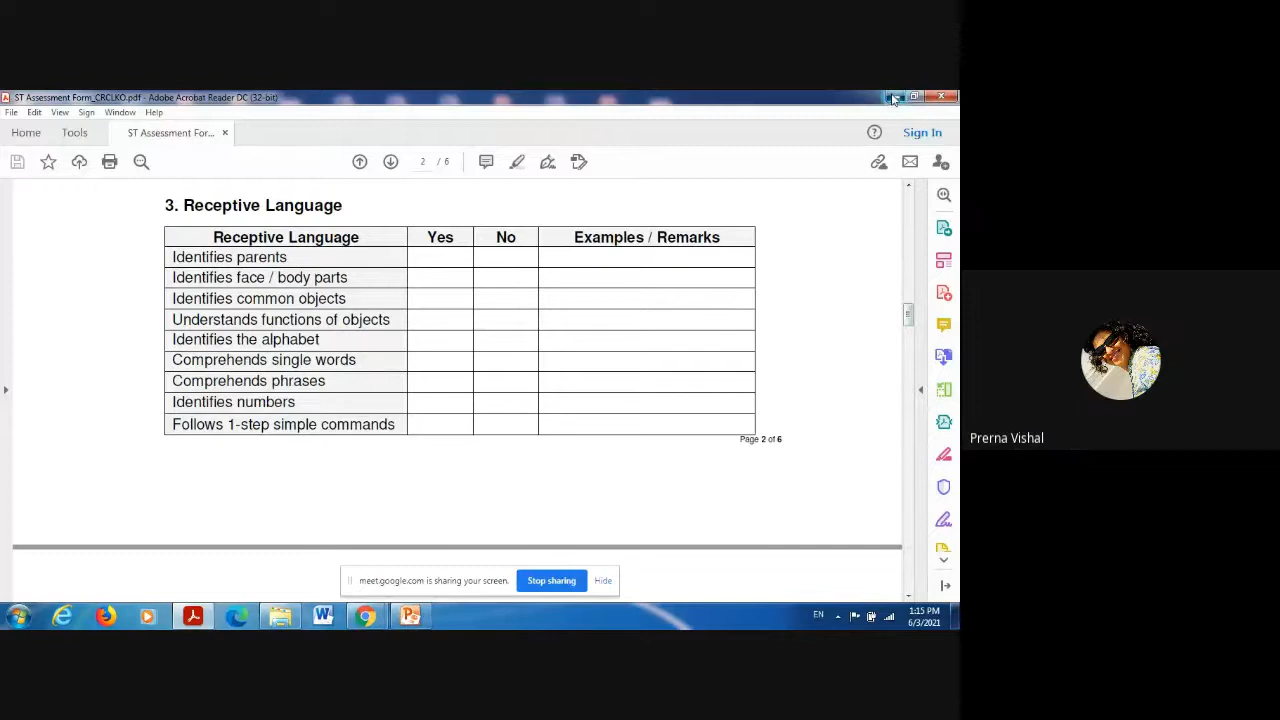 ST Assessment Form_CRCLKO.pdf - Adobe Acrobat Reader DC (32-bit)
File Edit View Sign Window Help
Home Tools ST Assessment For... × Sign In
2 / 6
3. Receptive Language
Receptive Language Yes No Examples / Remarks
Identifies parents
Identifies face / body parts
Identifies common objects
Understands functions of objects
Identifies the alphabet
Comprehends single words
Comprehends phrases
Identifies numbers
Follows 1-step simple commands
Page 2 of 6
Prerna Vishal
meet.google.com is sharing your screen. Stop sharing Hide
EN 1:15 PM
6/3/2021